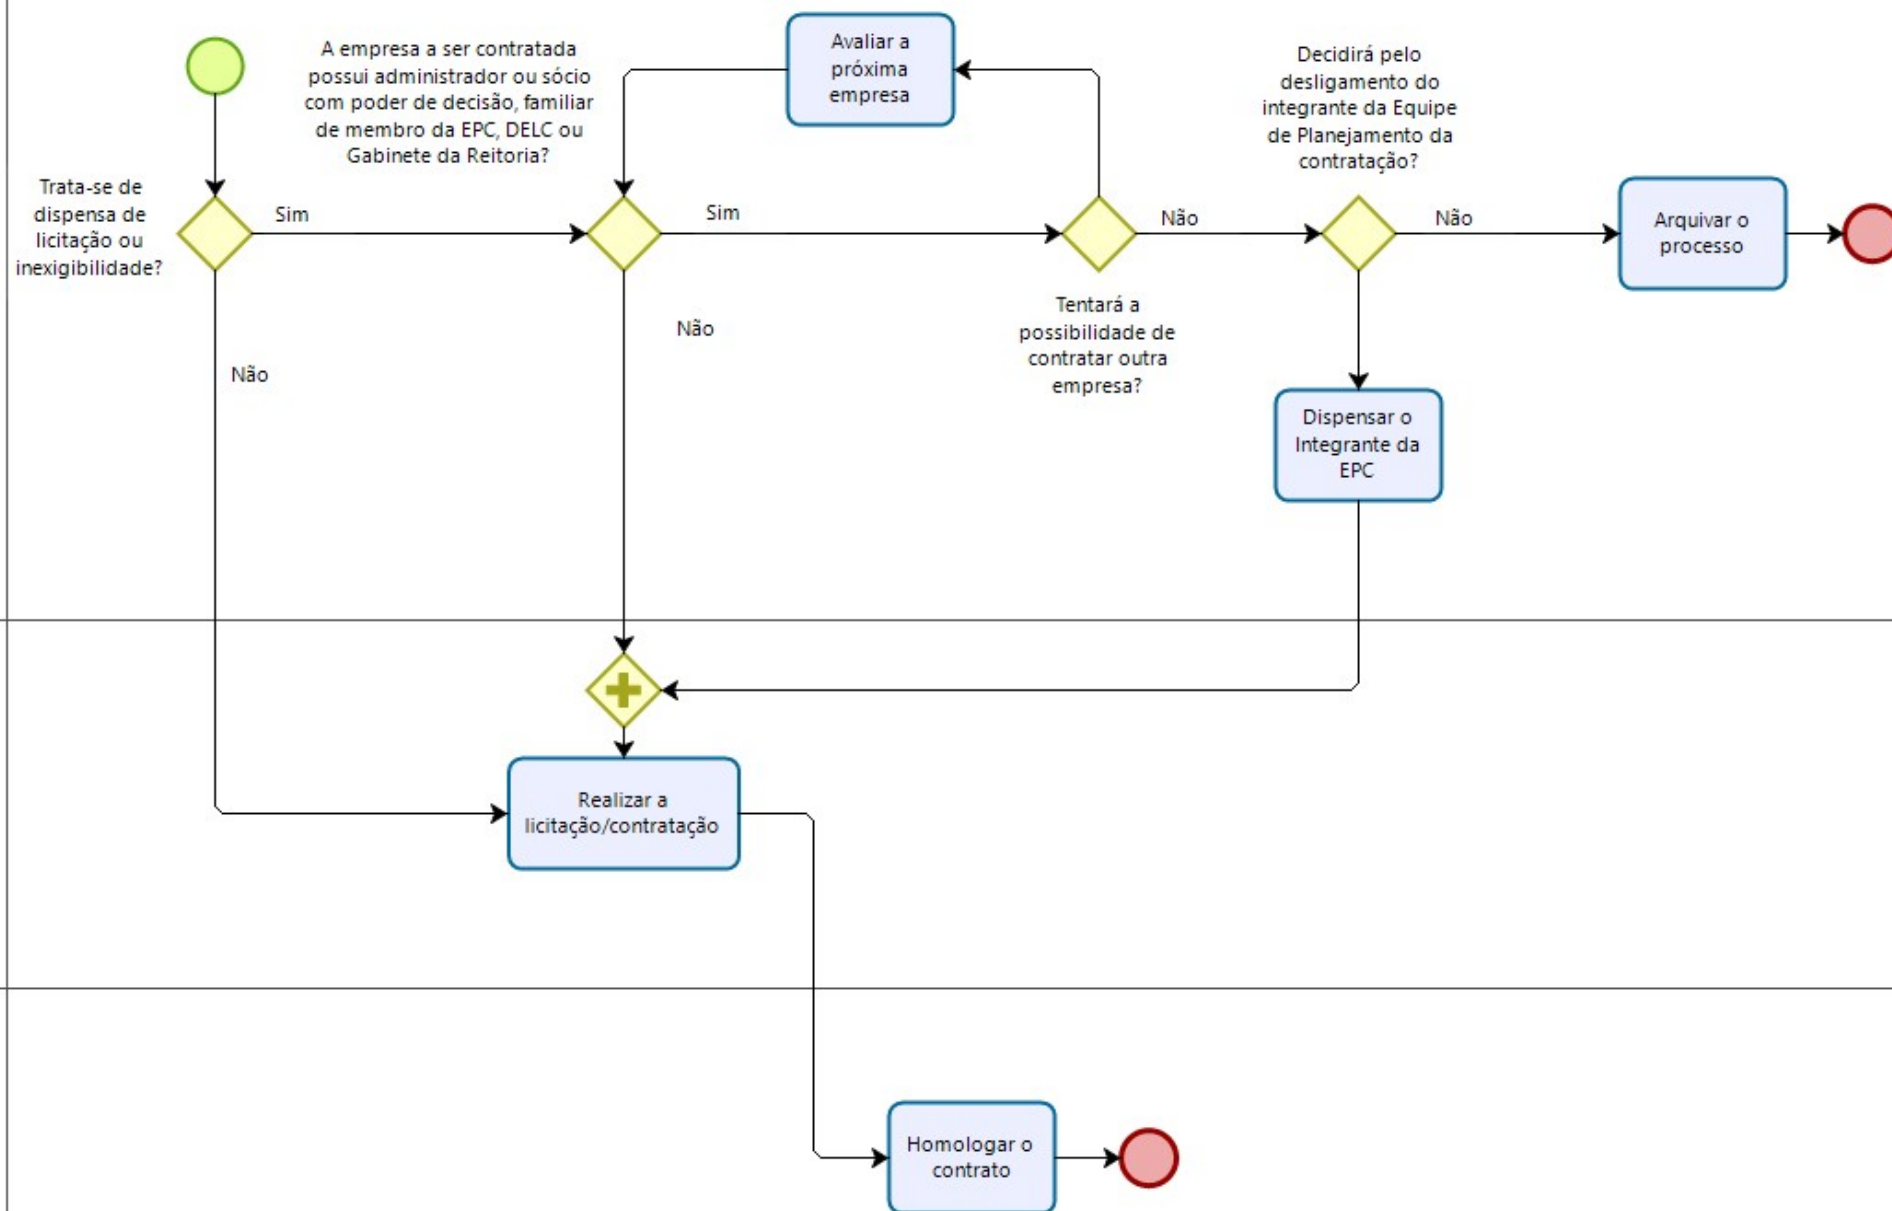 A empresa a ser contratada
possui administrador ou sócio
com poder de decisão, familiar
de membro da EPC, DELC ou
Gabinete da Reitoria?
Avaliar a
próxima
empresa
Decidirá pelo
desligamento do
integrante da Equipe
de Planejamento da
contratação?
Trata-se de
dispensa de
licitação ou
inexigibilidade?
Sim
Sim
Não
Não
Arquivar o
processo
Não
Não
Tentará a
possibilidade de
contratar outra
empresa?
Dispensar o
Integrante da
EPC
Realizar a
licitação/contratação
Homologar o
contrato